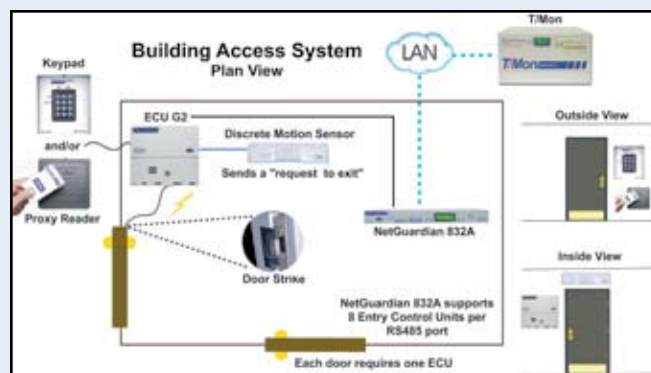 T/Mon
Building Access System
Plan View
LAN
T/Mon
Keypad
ECU G2
Discrete Motion Sensor
Outside View
and/or
Sends a "request to exit"
Proxy Reader
NetGuardian 832A
Door Strike
Inside View
NetGuardian 832A supports
8 Entry Control Units per
RS485 port
Each door requires one ECU